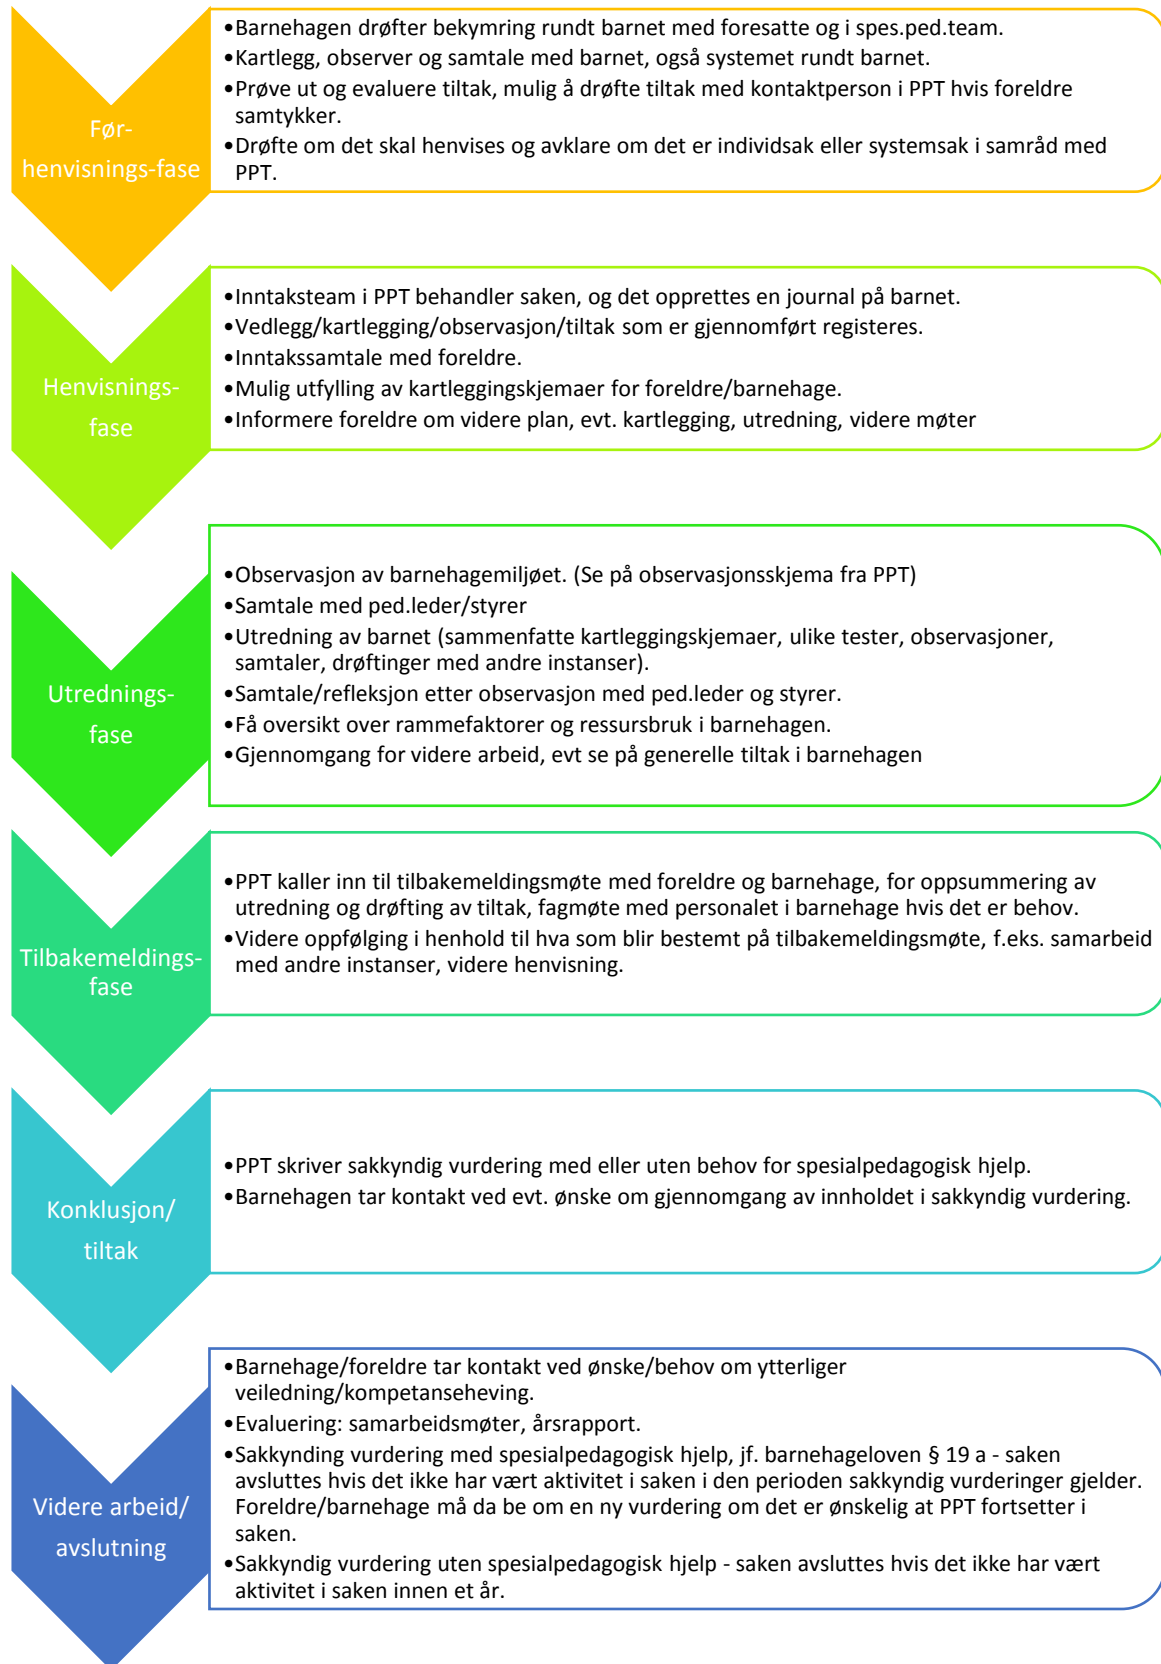 Før-
henvisnings-fase
•Barnehagen drøfter bekymring rundt barnet med foresatte og i spes.ped.team.
•Kartlegg, observer og samtale med barnet, også systemet rundt barnet.
•Prøve ut og evaluere tiltak, mulig å drøfte tiltak med kontaktperson i PPT hvis foreldre
samtykker.
•Drøfte om det skal henvises og avklare om det er individsak eller systemsak i samråd med
PPT.
Henvisnings-
fase
•Inntaksteam i PPT behandler saken, og det opprettes en journal på barnet.
•Vedlegg/kartlegging/observasjon/tiltak som er gjennomført registeres.
•Inntakssamtale med foreldre.
•Mulig utfylling av kartleggingskjemaer for foreldre/barnehage.
•Informere foreldre om videre plan, evt. kartlegging, utredning, videre møter
Utrednings-
fase
•Observasjon av barnehagemiljøet. (Se på observasjonsskjema fra PPT)
•Samtale med ped.leder/styrer
•Utredning av barnet (sammenfatte kartleggingskjemaer, ulike tester, observasjoner,
samtaler, drøftinger med andre instanser).
•Samtale/refleksjon etter observasjon med ped.leder og styrer.
•Få oversikt over rammefaktorer og ressursbruk i barnehagen.
•Gjennomgang for videre arbeid, evt se på generelle tiltak i barnehagen
Tilbakemeldings-
fase
•PPT kaller inn til tilbakemeldingsmøte med foreldre og barnehage, for oppsummering av
utredning og drøfting av tiltak, fagmøte med personalet i barnehage hvis det er behov.
•Videre oppfølging i henhold til hva som blir bestemt på tilbakemeldingsmøte, f.eks. samarbeid
med andre instanser, videre henvisning.
Konklusjon/
tiltak
•PPT skriver sakkyndig vurdering med eller uten behov for spesialpedagogisk hjelp.
•Barnehagen tar kontakt ved evt. ønske om gjennomgang av innholdet i sakkyndig vurdering.
Videre arbeid/
avslutning
•Barnehage/foreldre tar kontakt ved ønske/behov om ytterliger
veiledning/kompetanseheving.
•Evaluering: samarbeidsmøter, årsrapport.
•Sakkynding vurdering med spesialpedagogisk hjelp, jf. barnehageloven § 19 a - saken
avsluttes hvis det ikke har vært aktivitet i saken i den perioden sakkyndig vurderinger gjelder.
Foreldre/barnehage må da be om en ny vurdering om det er ønskelig at PPT fortsetter i
saken.
•Sakkyndig vurdering uten spesialpedagogisk hjelp - saken avsluttes hvis det ikke har vært
aktivitet i saken innen et år.